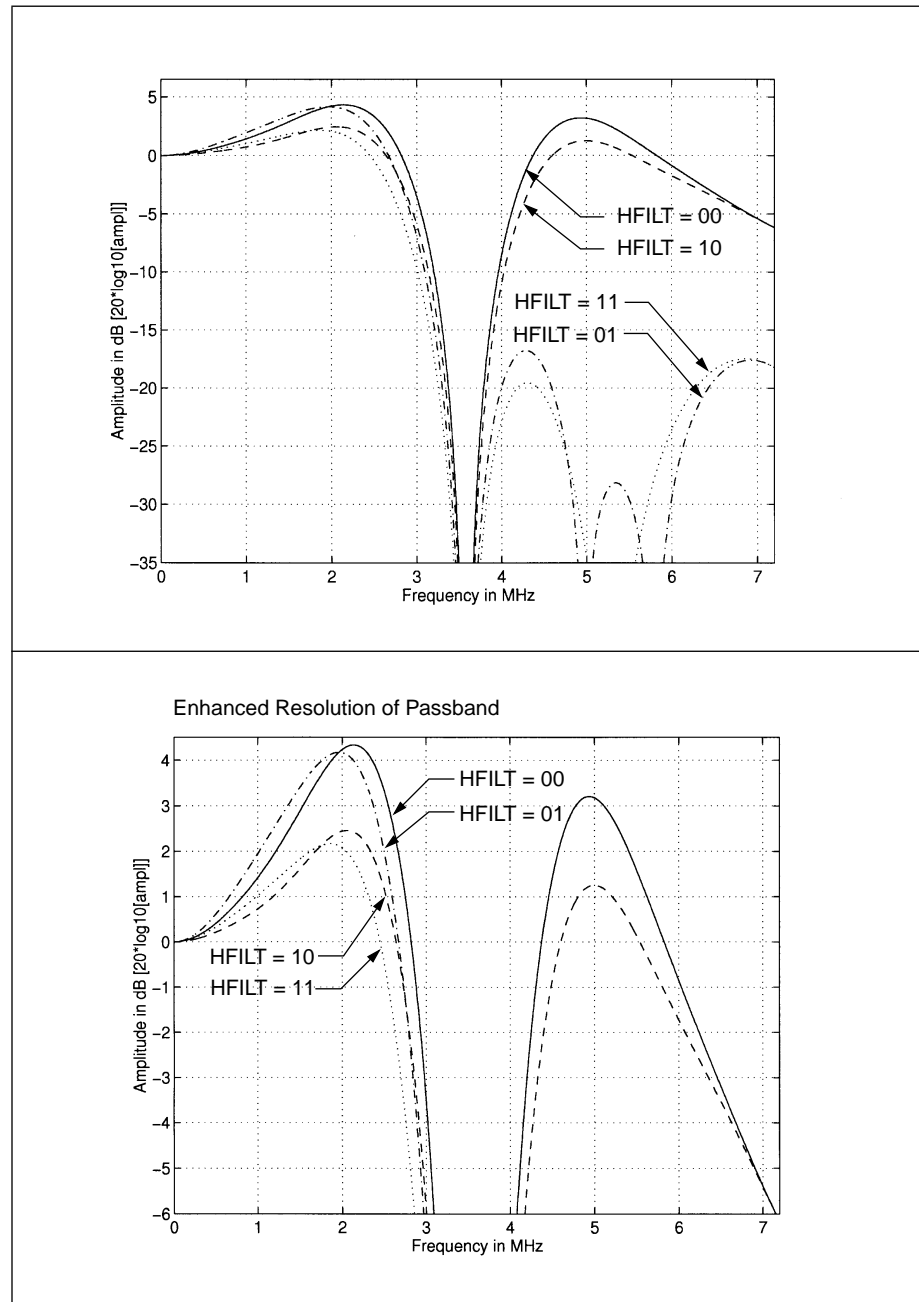 5
0
−5
−10
−15
−20
−25
−30
−35
Amplitude in dB [20*log10[ampl]]
HFILT = 00
HFILT = 10
HFILT = 11
HFILT = 01
0 1 2 3 4 5 6 7
Frequency in MHz
Enhanced Resolution of Passband
4
3
2
1
0
−1
−2
−3
−4
−5
−6
Amplitude in dB [20*log10[ampl]]
HFILT = 00
HFILT = 01
HFILT = 10
HFILT = 11
0 1 2 3 4 5 6 7
Frequency in MHz